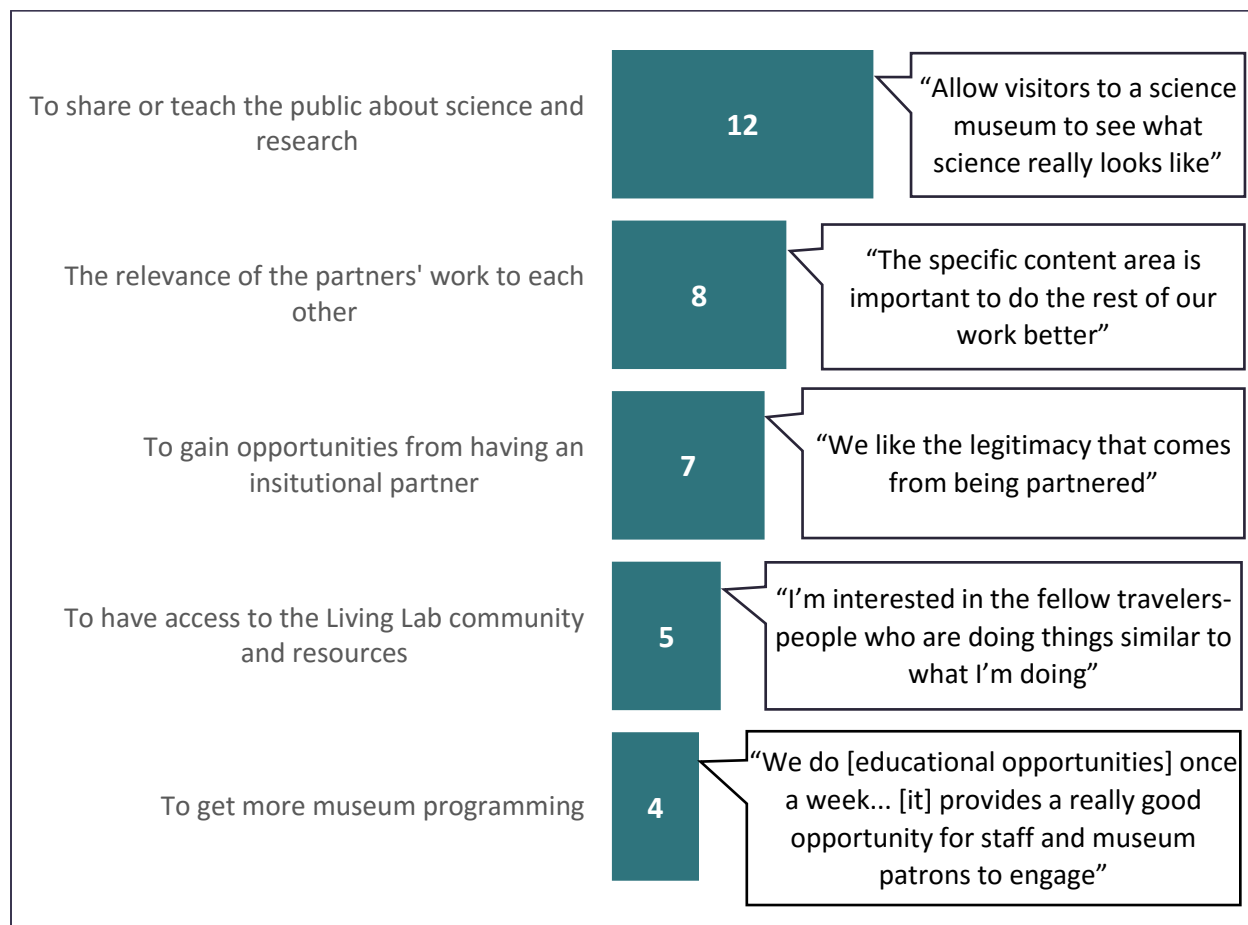 To share or teach the public about science and
research
12
“Allow visitors to a science
museum to see what
science really looks like”
The relevance of the partners' work to each
other
8
“The specific content area is
important to do the rest of our
work better”
To gain opportunities from having an
insitutional partner
7
“We like the legitimacy that comes
from being partnered”
To have access to the Living Lab community
and resources
5
“I’m interested in the fellow travelers-
people who are doing things similar to
what I’m doing”
To get more museum programming
4
“We do [educational opportunities] once
a week... [it] provides a really good
opportunity for staff and museum
patrons to engage”